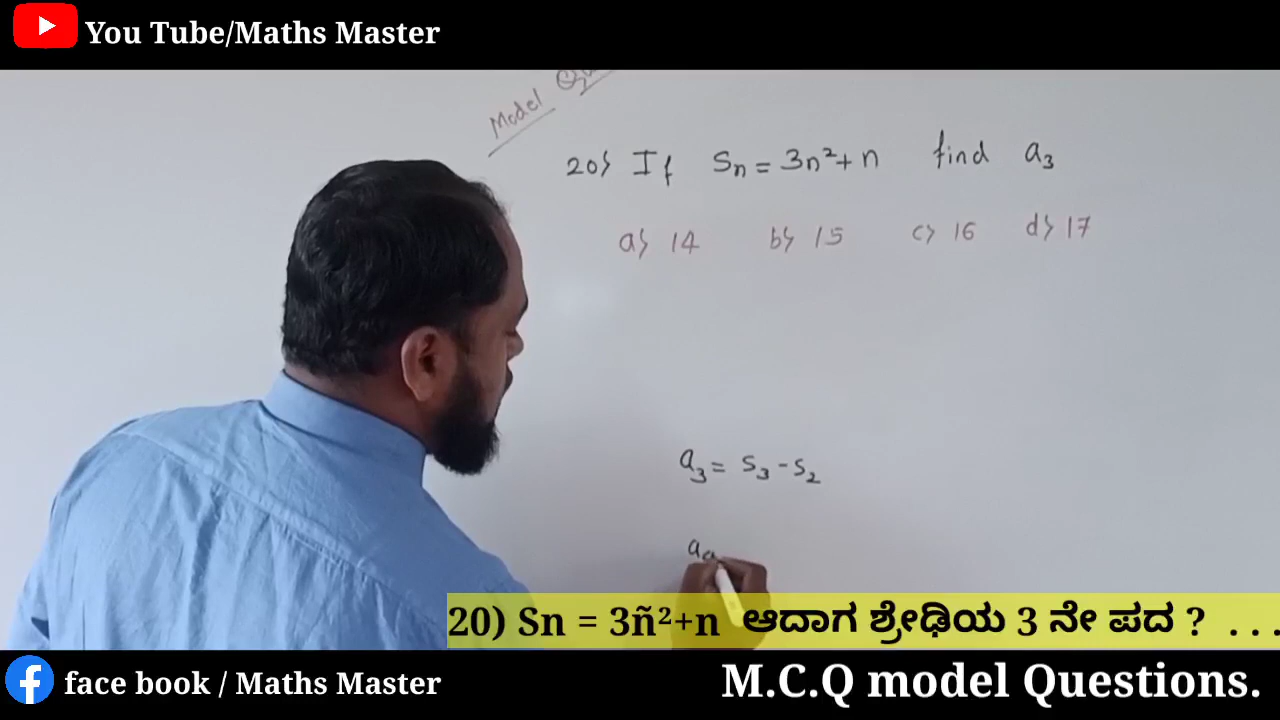 You Tube/Maths Master
Model
20) If Sn = 3n²+n find a3
a) 14 b) 15 c) 16 d) 17
a3 = S3 - S2
20) Sn = 3ñ²+n ಆದಾಗ ಶ್ರೇಢಿಯ 3 ನೇ ಪದ ? . . .
face book / Maths Master
M.C.Q model Questions.